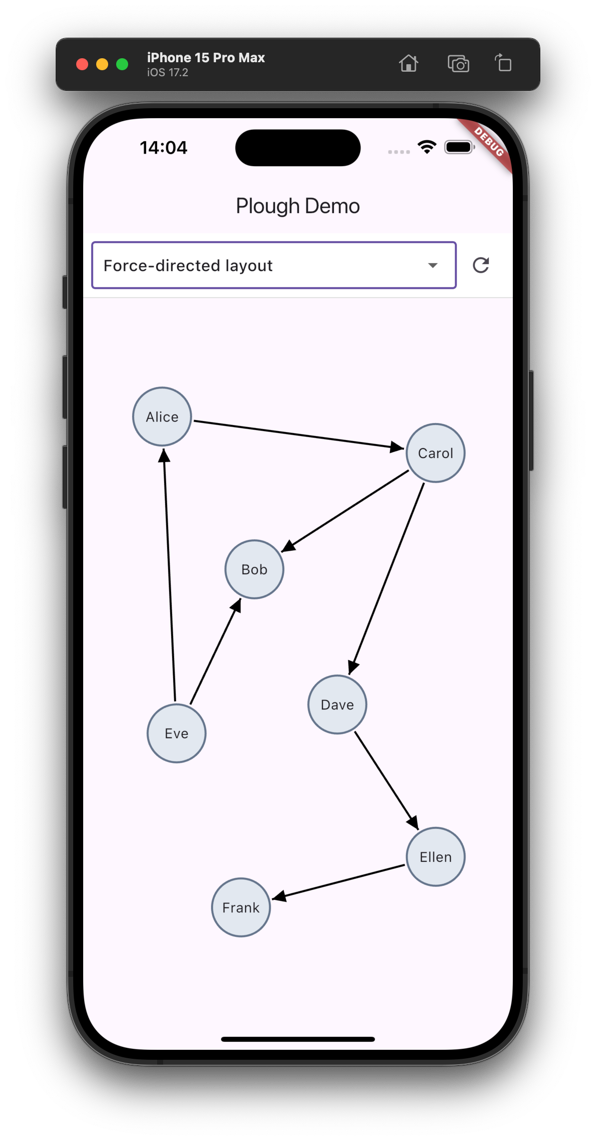 iPhone 15 Pro Max
iOS 17.2
14:04
DEBUG
Plough Demo
Force-directed layout
Alice
Carol
Bob
Dave
Eve
Ellen
Frank